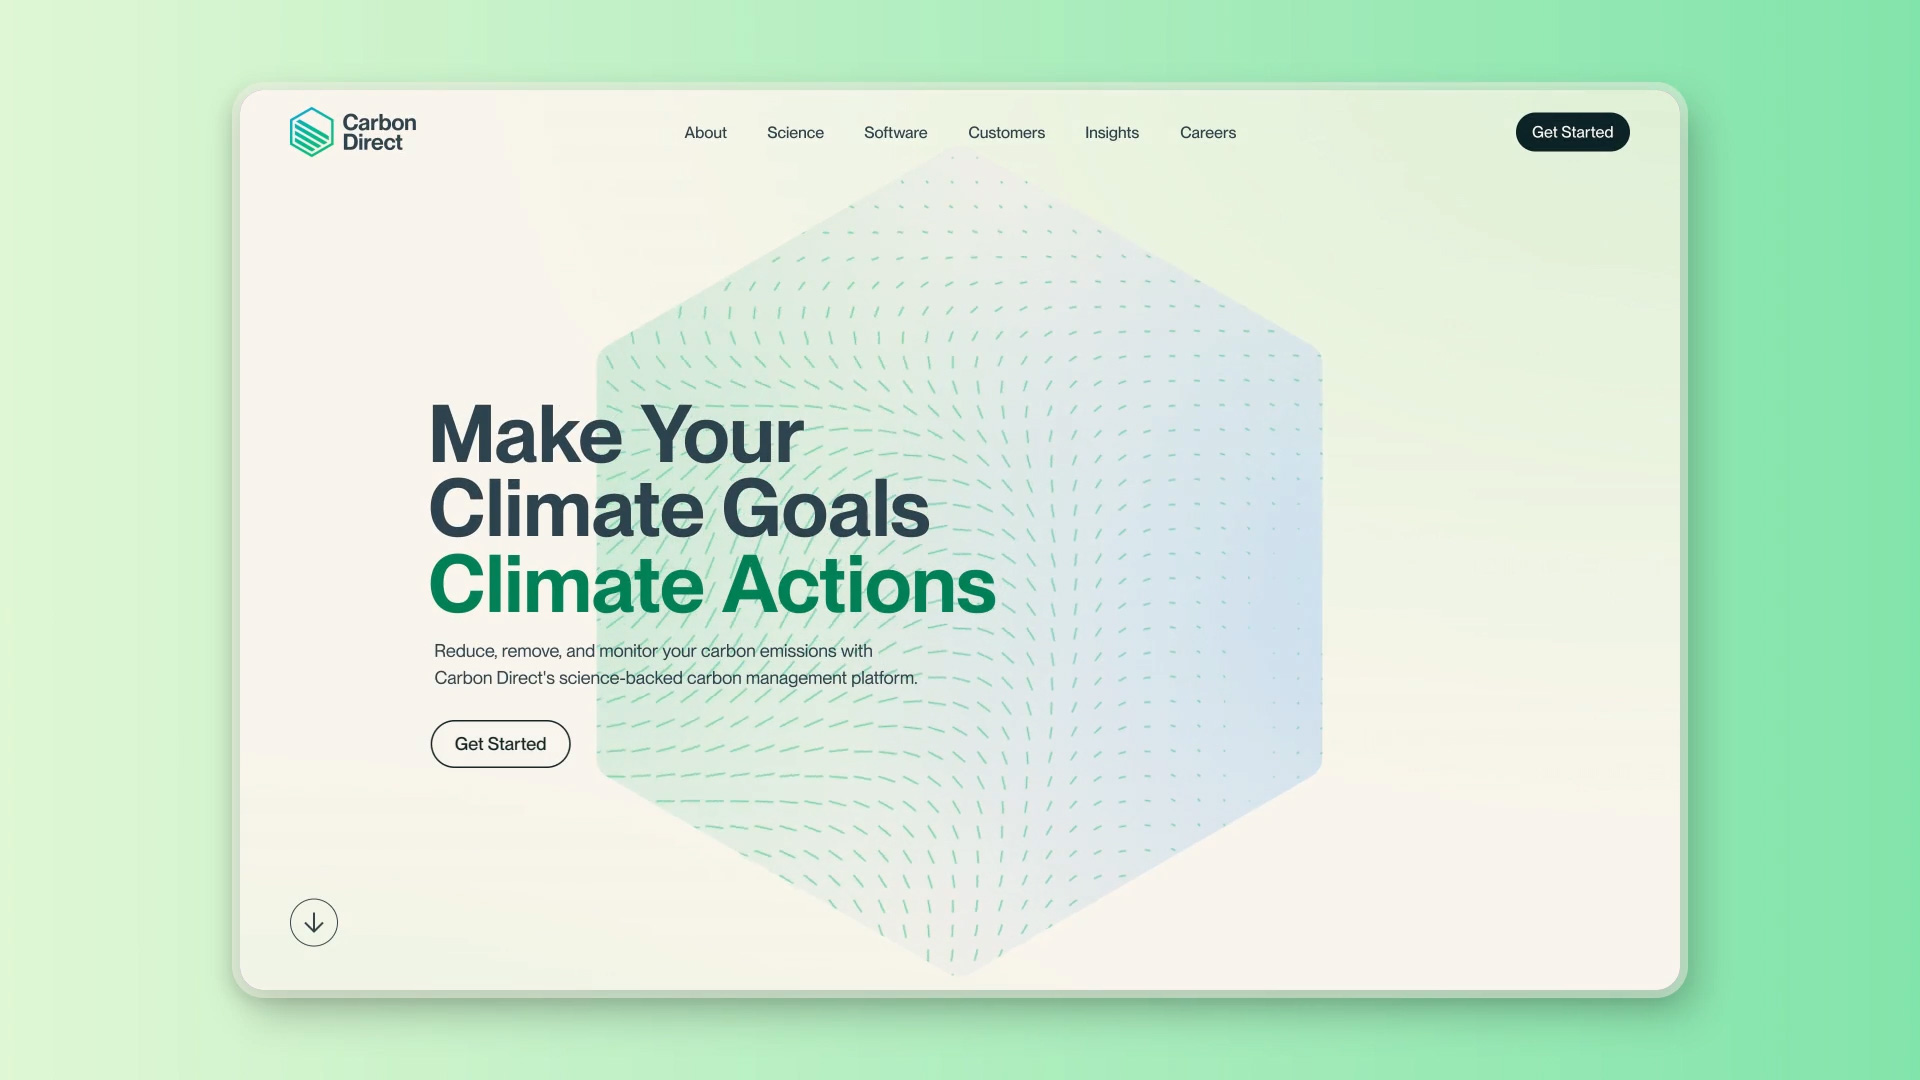 Carbon
Direct
About
Science
Software
Customers
Insights
Careers
Get Started
Make Your
Climate Goals
Climate Actions
Reduce, remove, and monitor your carbon emissions with
Carbon Direct's science-backed carbon management platform.
Get Started